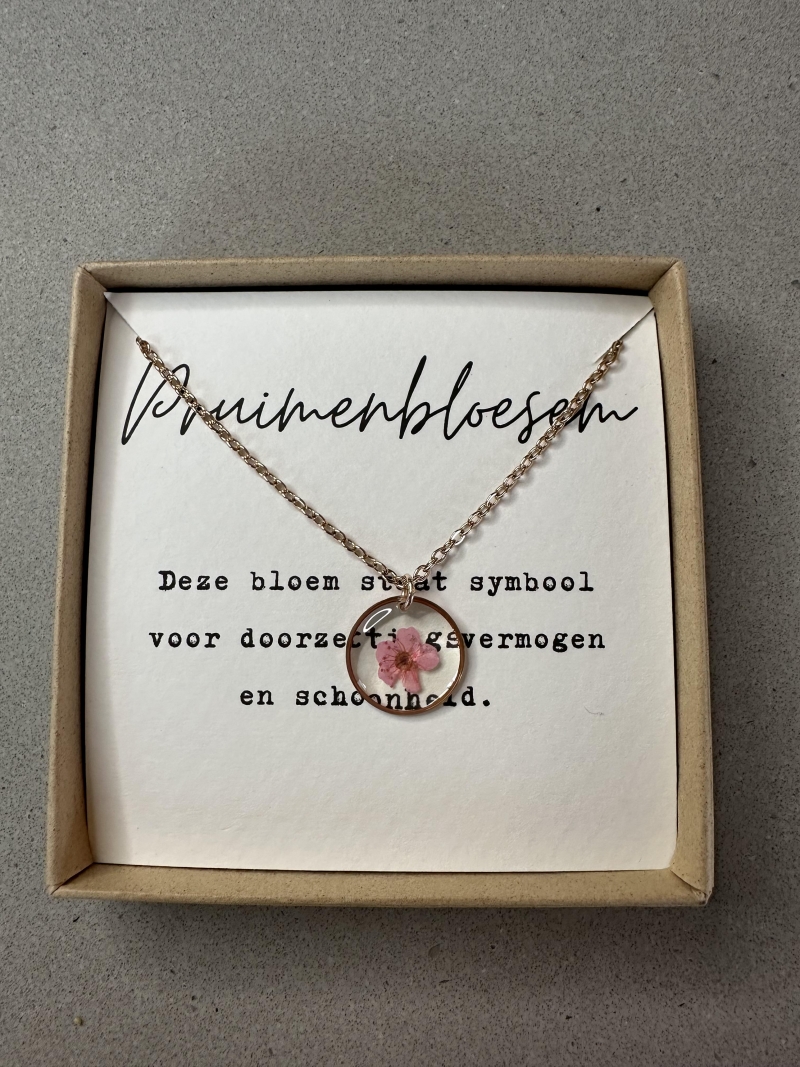 Pruimenbloesem
Deze bloem staat symbool
voor doorzettingsvermogen
en schoonheid.